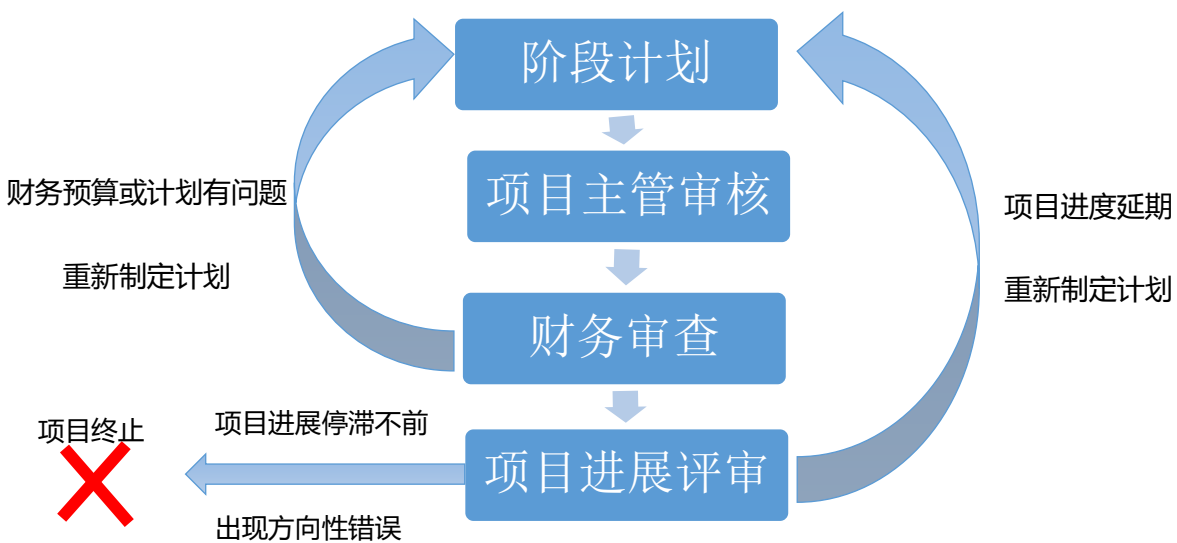 阶段计划
项目主管审核
财务预算或计划有问题
重新制定计划
项目进度延期
重新制定计划
财务审查
项目终止
项目进展停滞不前
项目进展评审
出现方向性错误